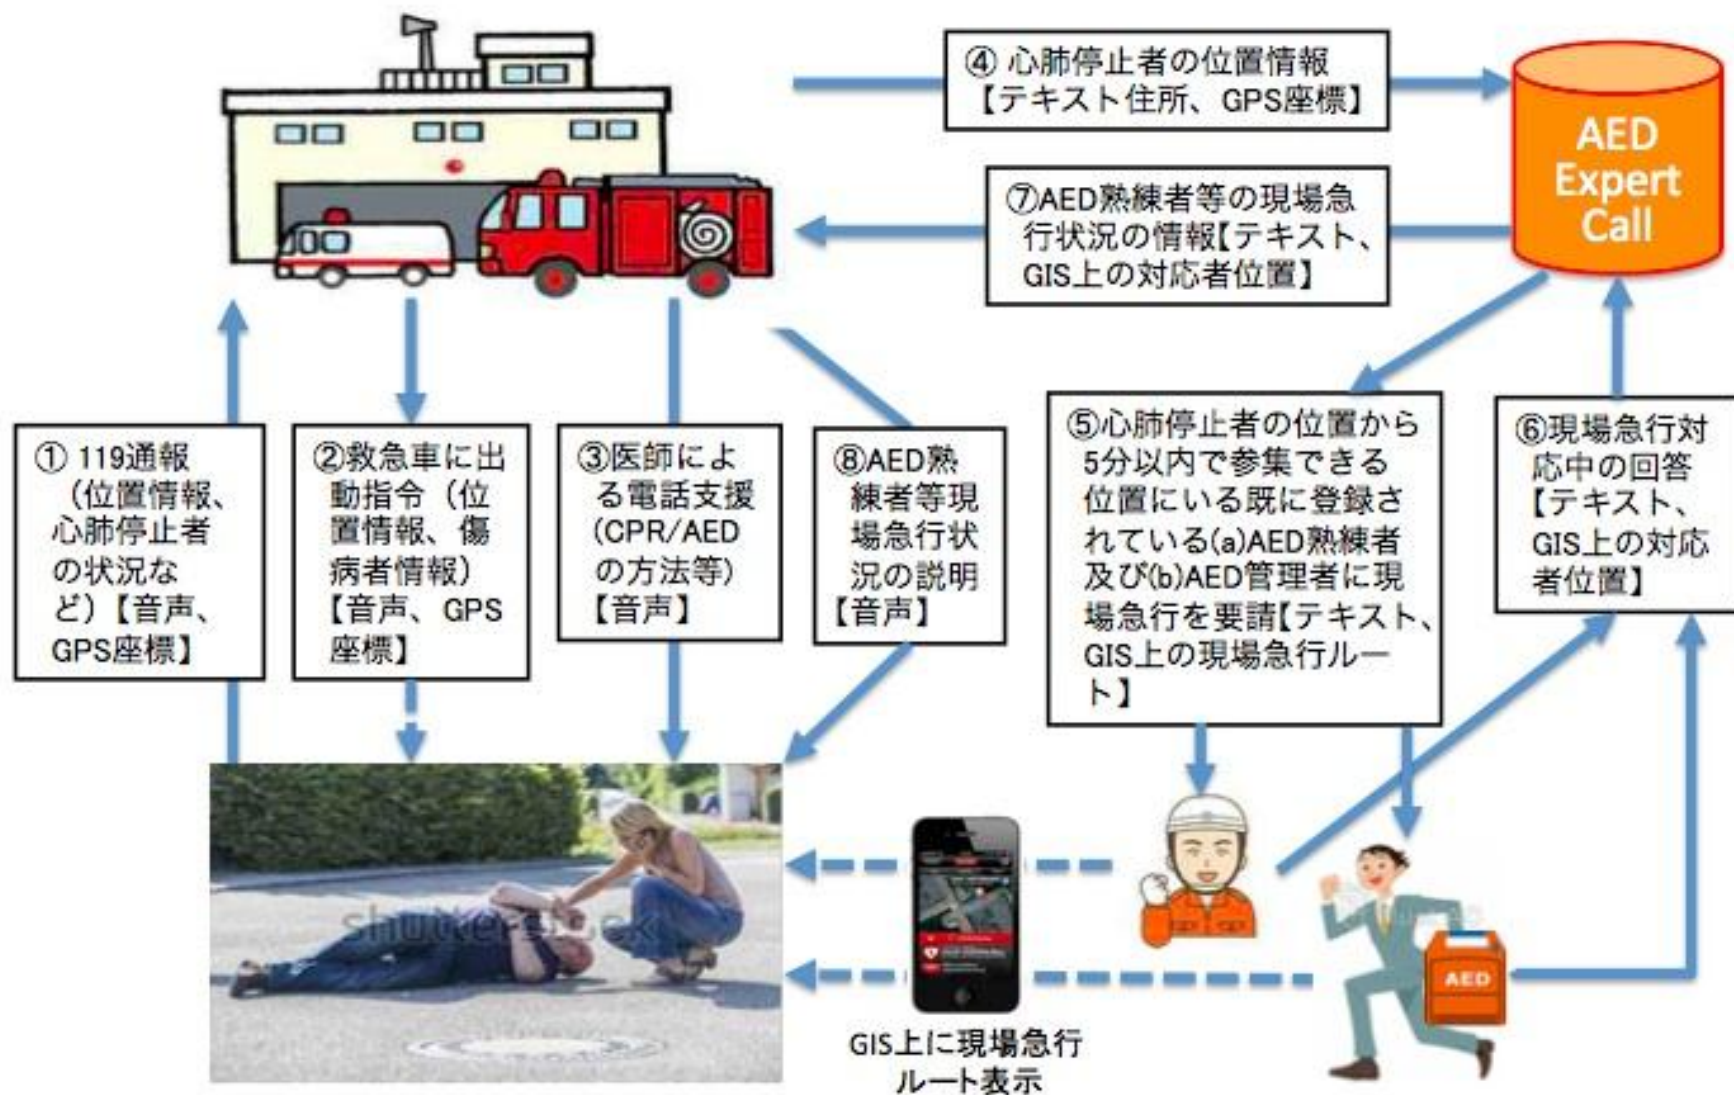 ④ 心肺停止者の位置情報
【テキスト住所、GPS座標】
AED
Expert
Call
⑦AED熟練者等の現場急
行状況の情報【テキスト、
GIS上の対応者位置】
① 119通報
（位置情報、
心肺停止者
の状況な
ど）【音声、
GPS座標】
②救急車に出
動指令（位
置情報、傷
病者情報）
【音声、GPS
座標】
③医師によ
る電話支援
(CPR/AED
の方法等）
【音声】
⑧AED熟
練者等現
場急行状
況の説明
【音声】
⑤心肺停止者の位置から
5分以内で参集できる
位置にいる既に登録さ
れている(a)AED熟練者
及び(b)AED管理者に現
場急行を要請【テキスト、
GIS上の現場急行ルー
ト】
⑥現場急行対
応中の回答
【テキスト、
GIS上の対応
者位置】
shutterstock
AED
GIS上に現場急行
ルート表示